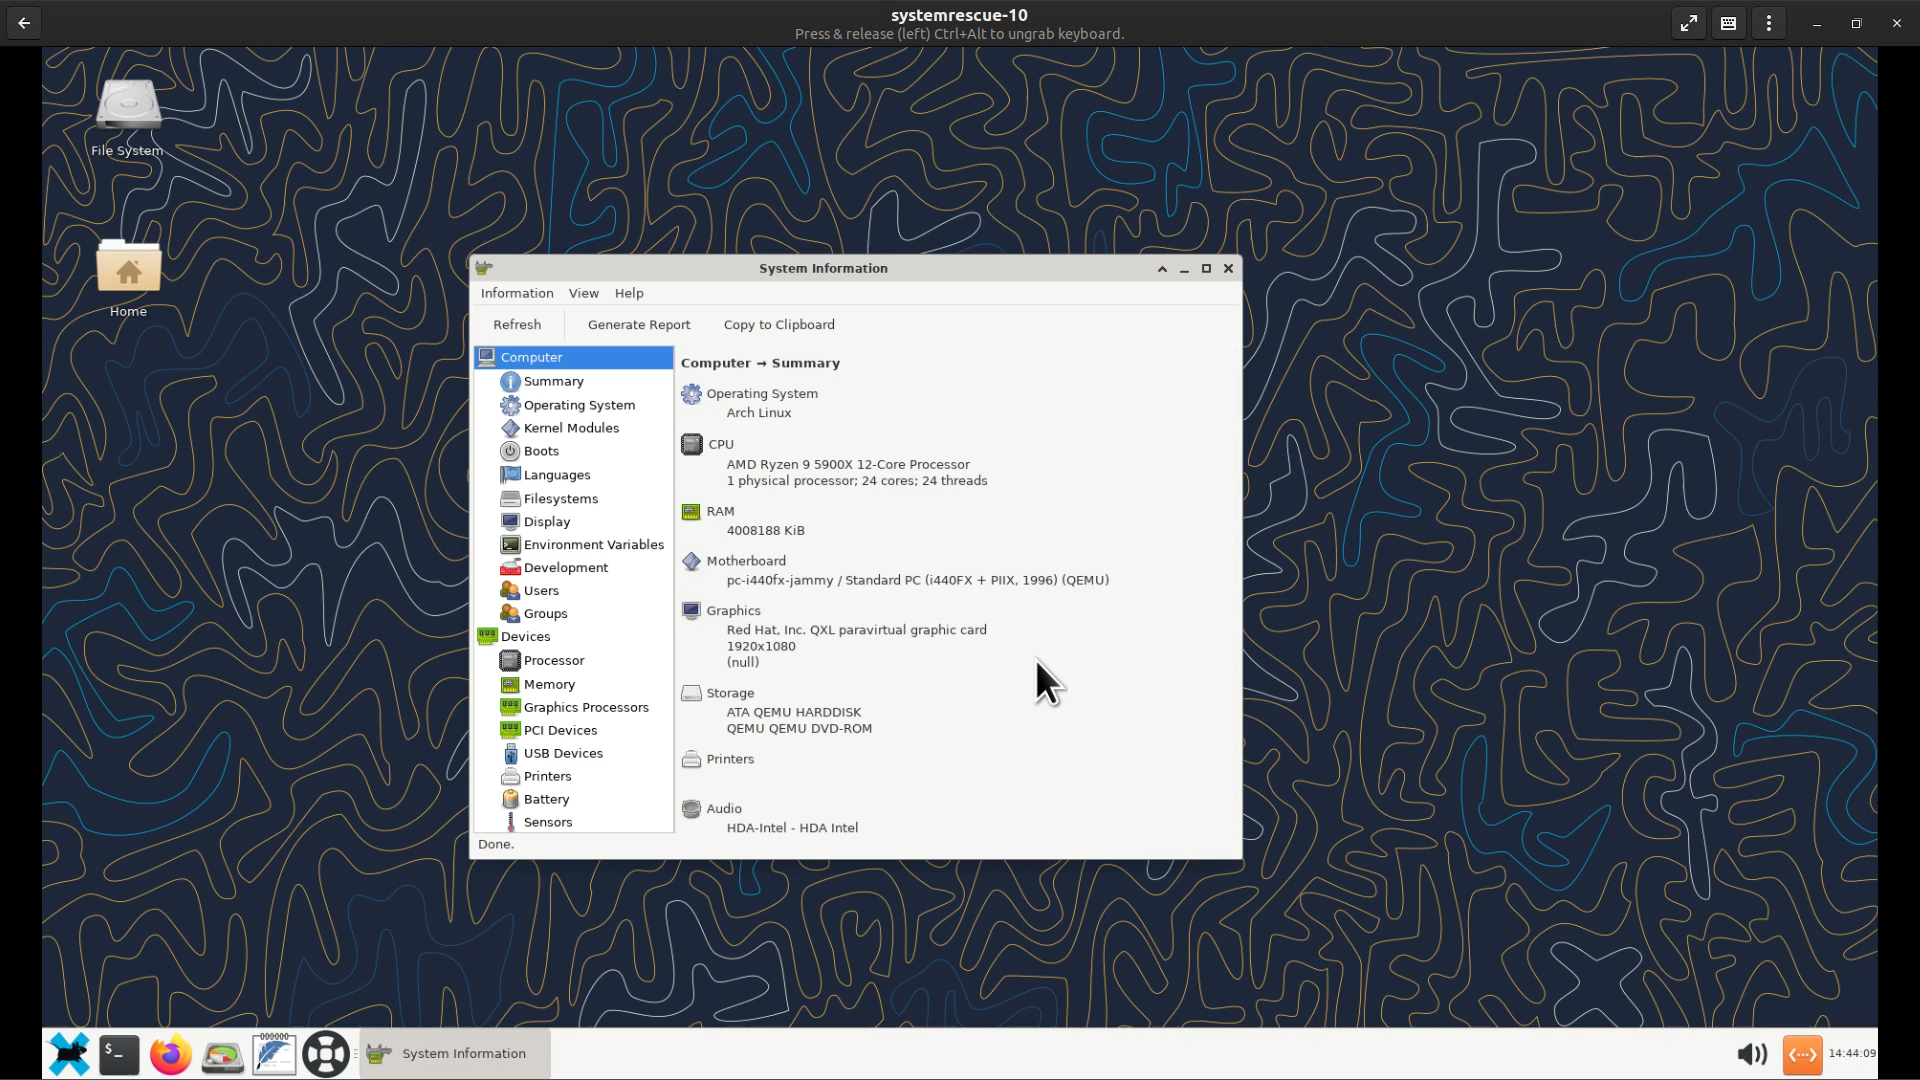 systemrescue-10
Press & release (left) Ctrl+Alt to ungrab keyboard.
File System
Home
System Information
Information View Help
Refresh Generate Report Copy to Clipboard
Computer
Summary
Operating System
Kernel Modules
Boots
Languages
Filesystems
Display
Environment Variables
Development
Users
Groups
Devices
Processor
Memory
Graphics Processors
PCI Devices
USB Devices
Printers
Battery
Sensors
Computer → Summary
Operating System
Arch Linux
CPU
AMD Ryzen 9 5900X 12-Core Processor
1 physical processor; 24 cores; 24 threads
RAM
4008188 KiB
Motherboard
pc-i440fx-jammy / Standard PC (i440FX + PIIX, 1996) (QEMU)
Graphics
Red Hat, Inc. QXL paravirtual graphic card
1920x1080
(null)
Storage
ATA QEMU HARDDISK
QEMU QEMU DVD-ROM
Printers
Audio
HDA-Intel - HDA Intel
Done.
$_
000000
System Information
14:44:09